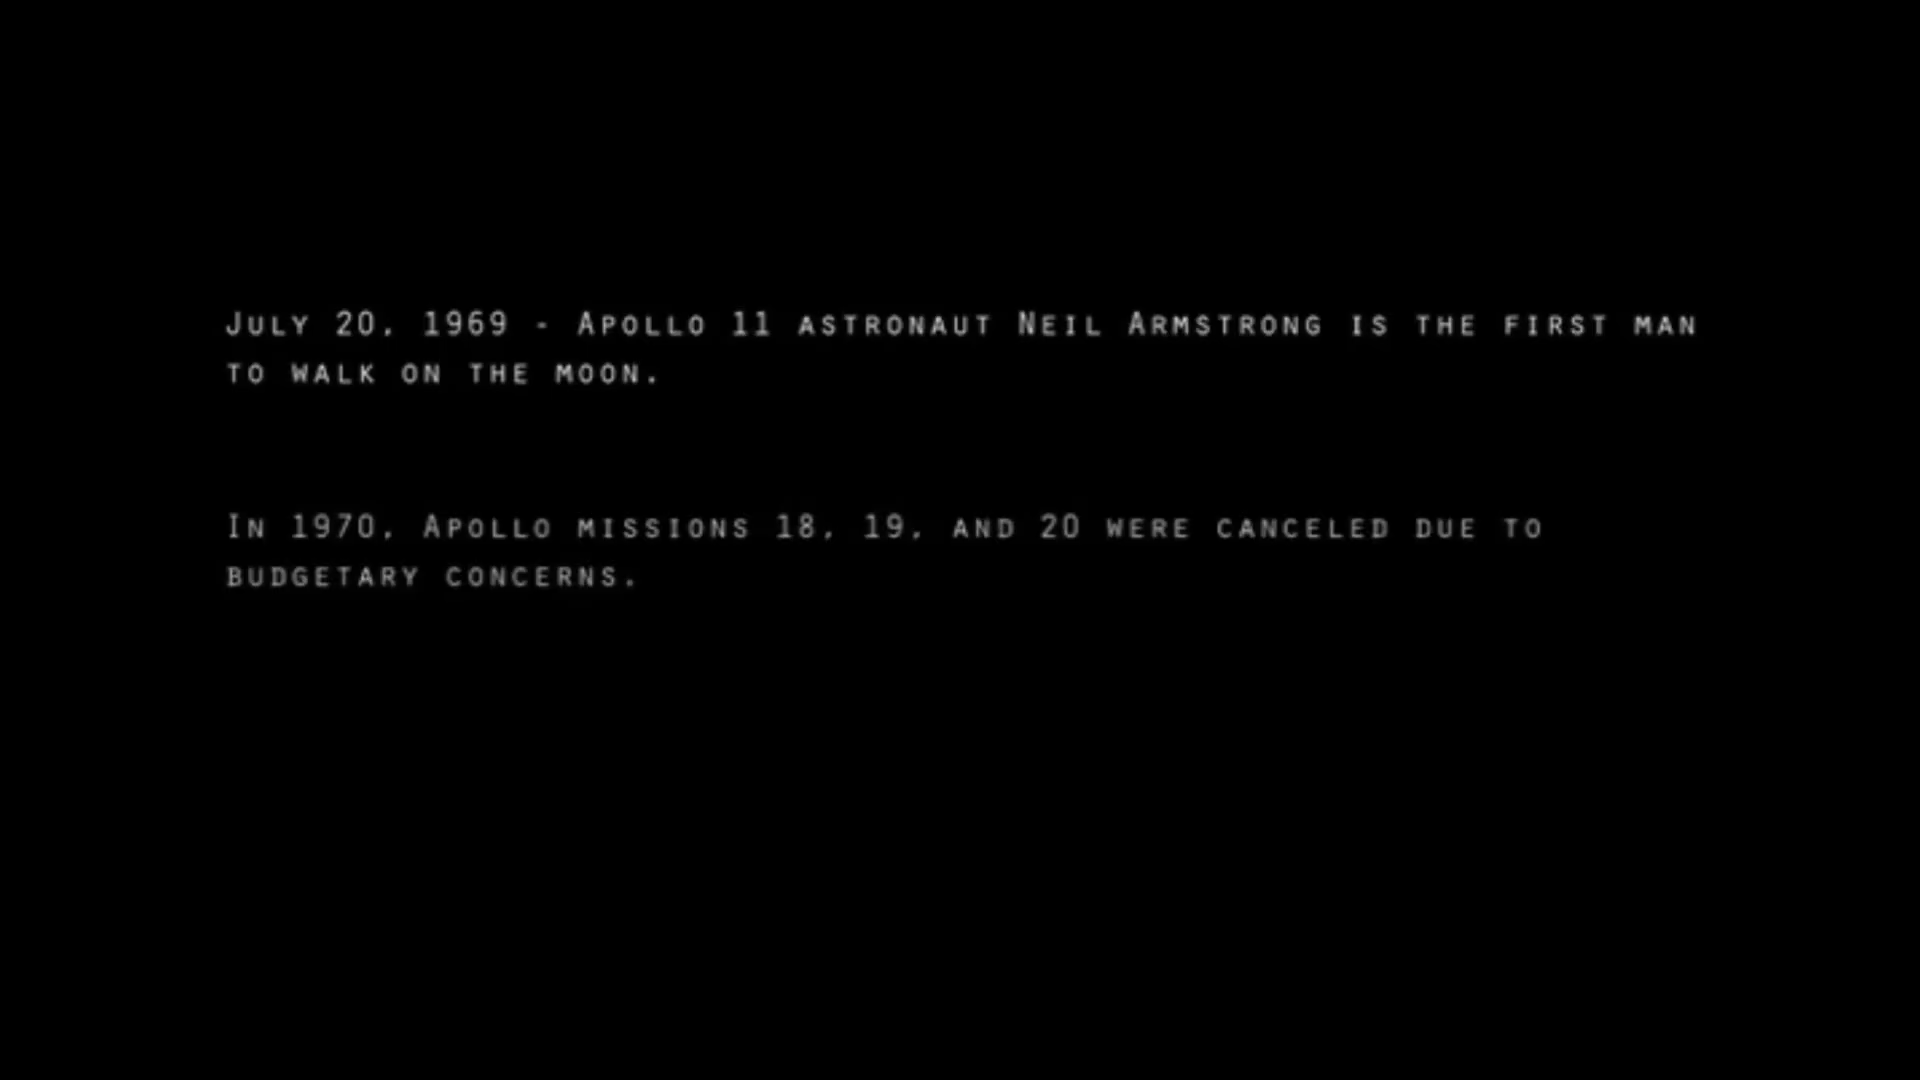 July 20, 1969 - Apollo 11 astronaut Neil Armstrong is the first man
to walk on the moon.
In 1970, Apollo missions 18, 19, and 20 were canceled due to
budgetary concerns.